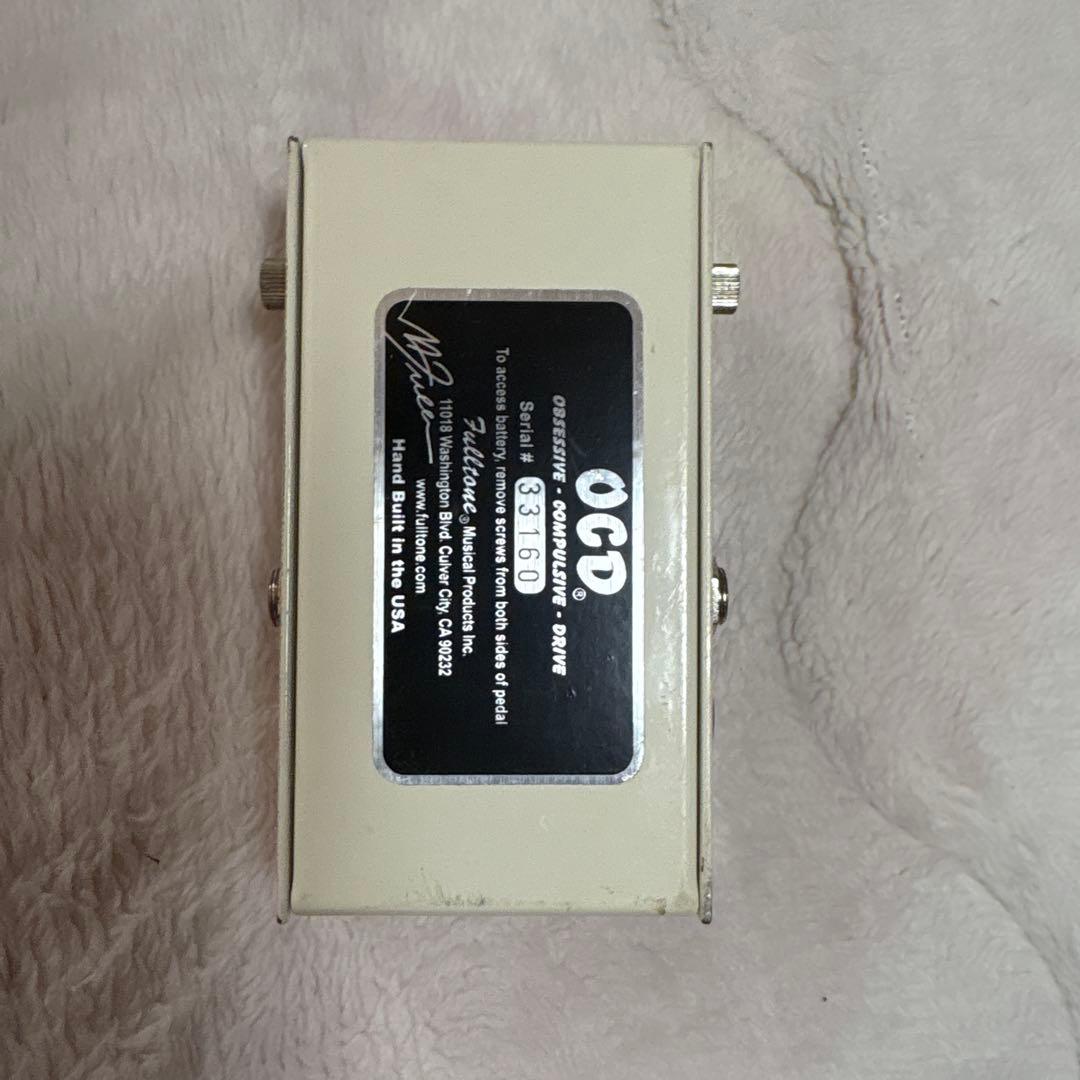 OCD®
OBSESSIVE - COMPULSIVE - DRIVE
Serial # 33160
To access battery, remove screws from both sides of pedal
Fulltone® Musical Products Inc.
11018 Washington Blvd. Culver City, CA 90232
www.fulltone.com
Hand Built in the USA